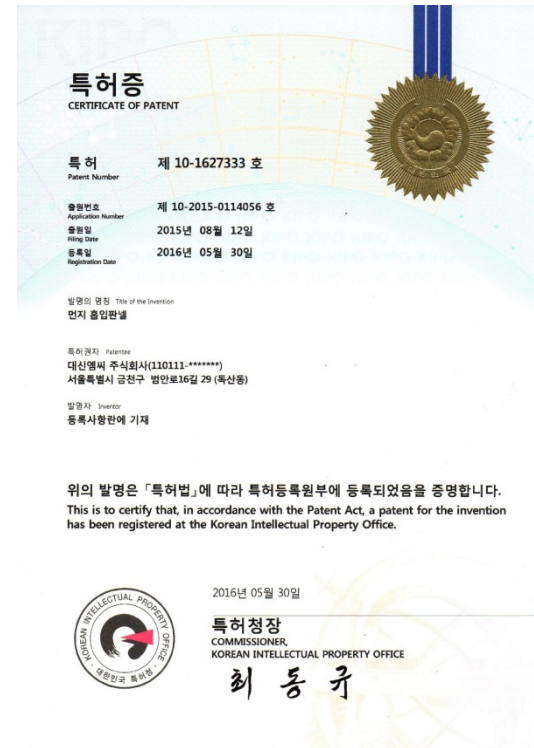 KIPO
특허증
CERTIFICATE OF PATENT
특 허 제 10-1627333 호
Patent Number
출원번호 제 10-2015-0114056 호
Application Number
출원일 2015년 08월 12일
Filing Date
등록일 2016년 05월 30일
Registration Date
발명의 명칭 Title of the Invention
먼지 흡입판넬
특허권자 Patentee
대신엠씨 주식회사(110111-*******)
서울특별시 금천구 범안로16길 29 (독산동)
발명자 Inventor
등록사항란에 기재
위의 발명은 「특허법」에 따라 특허등록원부에 등록되었음을 증명합니다.
This is to certify that, in accordance with the Patent Act, a patent for the invention
has been registered at the Korean Intellectual Property Office.
2016년 05월 30일
특허청장
COMMISSIONER,
KOREAN INTELLECTUAL PROPERTY OFFICE
최 동 규
KOREAN INTELLECTUAL PROPERTY OFFICE
대한민국 특허청